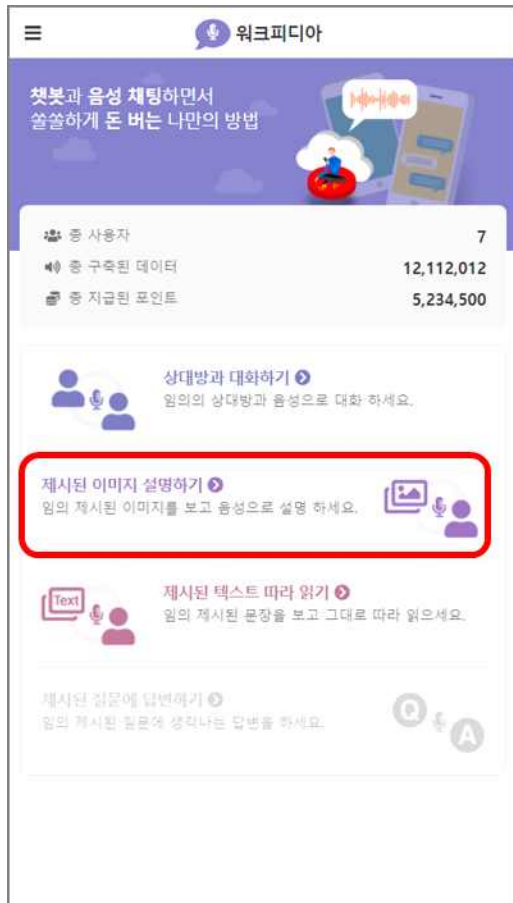 워크피디아
챗봇과 음성 채팅하면서
쏠쏠하게 돈 버는 나만의 방법
총 사용자 7
총 구축된 데이터 12,112,012
총 지급된 포인트 5,234,500
상대방과 대화하기
임의의 상대방과 음성으로 대화 하세요.
제시된 이미지 설명하기
임의 제시된 이미지를 보고 음성으로 설명 하세요.
Text
제시된 텍스트 따라 읽기
임의 제시된 문장을 보고 그대로 따라 읽으세요.
제시된 질문에 답변하기
임의 제시된 질문에 생각나는 답변을 하세요.
Q
A